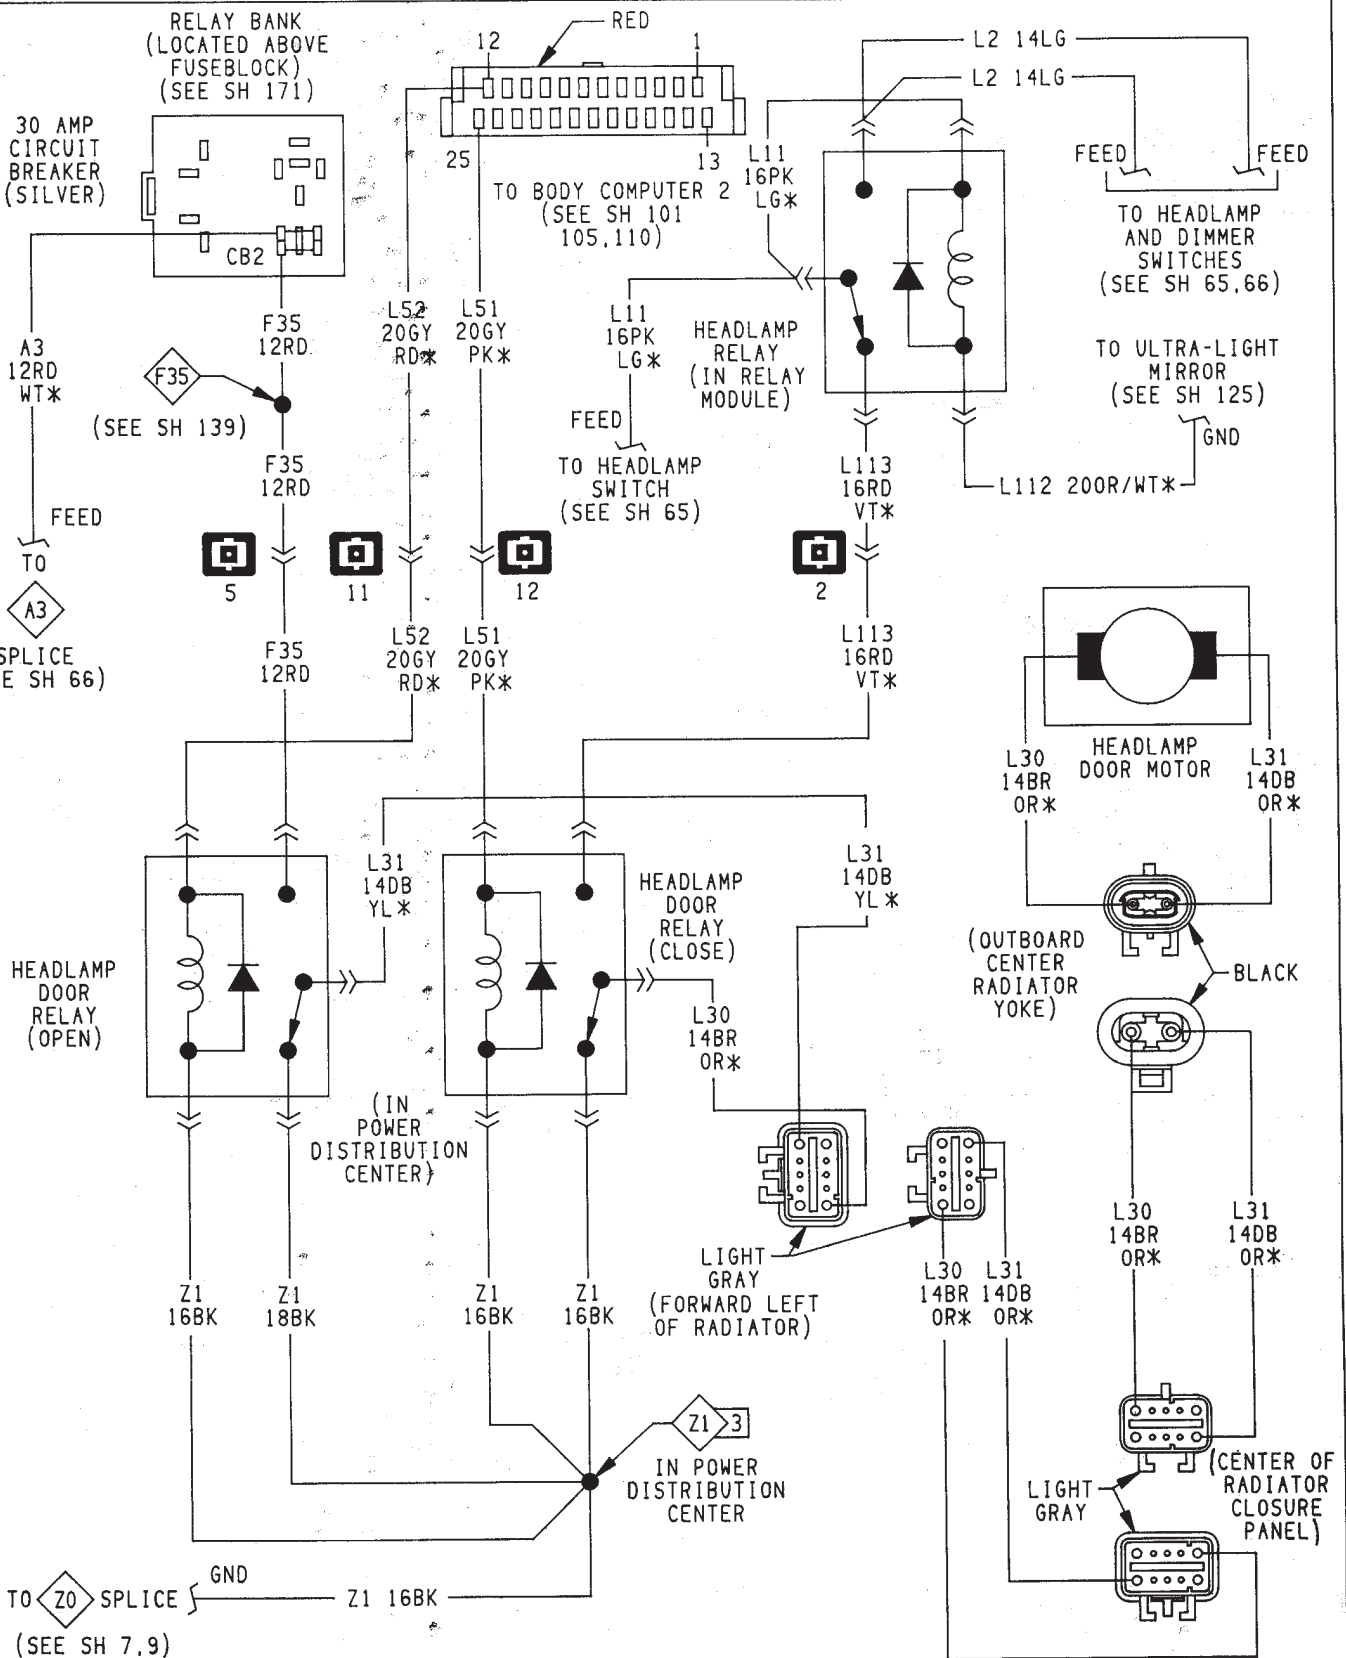 RELAY BANK
(LOCATED ABOVE
FUSEBLOCK)
(SEE SH 171)
30 AMP
CIRCUIT
BREAKER
(SILVER)
CB2
A3
12RD
WT*
FEED
TO
A3
SPLICE
E SH 66)
F35
12RD
F35
(SEE SH 139)
F35
12RD
5
F35
12RD
RED
12
1
25
13
TO BODY COMPUTER 2
(SEE SH 101
105,110)
L52
20GY
RD*
L51
20GY
PK*
11
12
L52
20GY
RD*
L51
20GY
PK*
L2 14LG
L2 14LG
L11
16PK
LG*
FEED
FEED
TO HEADLAMP
AND DIMMER
SWITCHES
(SEE SH 65,66)
L11
16PK
LG*
FEED
TO HEADLAMP
SWITCH
(SEE SH 65)
HEADLAMP
RELAY
(IN RELAY
MODULE)
TO ULTRA-LIGHT
MIRROR
(SEE SH 125)
GND
L112 20OR/WT*
L113
16RD
VT*
2
L113
16RD
VT*
HEADLAMP
DOOR MOTOR
L30
14BR
OR*
L31
14DB
OR*
HEADLAMP
DOOR
RELAY
(OPEN)
L31
14DB
YL*
HEADLAMP
DOOR
RELAY
(CLOSE)
L31
14DB
YL*
L30
14BR
OR*
(OUTBOARD
CENTER
RADIATOR
YOKE)
BLACK
(IN
POWER
DISTRIBUTION
CENTER)
Z1
16BK
Z1
18BK
Z1
16BK
Z1
16BK
LIGHT
GRAY
(FORWARD LEFT
OF RADIATOR)
L30
14BR
OR*
L31
14DB
OR*
L30
14BR
OR*
L31
14DB
OR*
Z1
3
IN POWER
DISTRIBUTION
CENTER
LIGHT
GRAY
(CENTER OF
RADIATOR
CLOSURE
PANEL)
TO Z0 SPLICE
GND
Z1 16BK
(SEE SH 7,9)